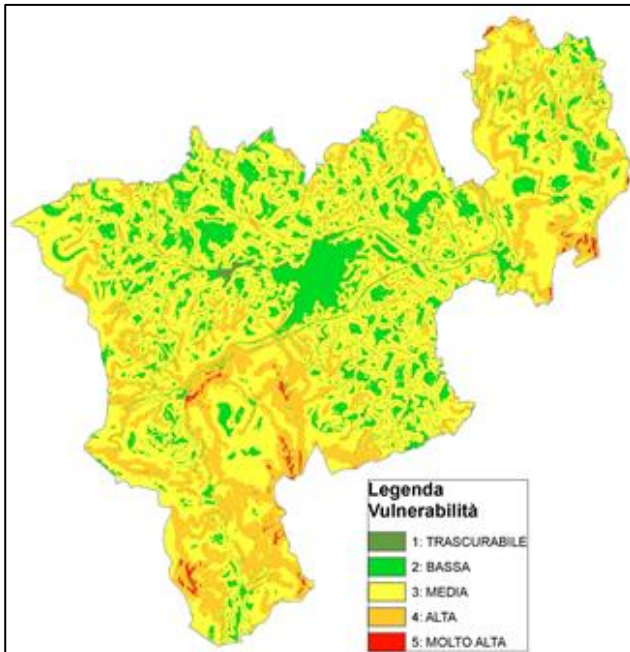 Legenda
Vulnerabilità
1: TRASCURABILE
2: BASSA
3: MEDIA
4: ALTA
5: MOLTO ALTA